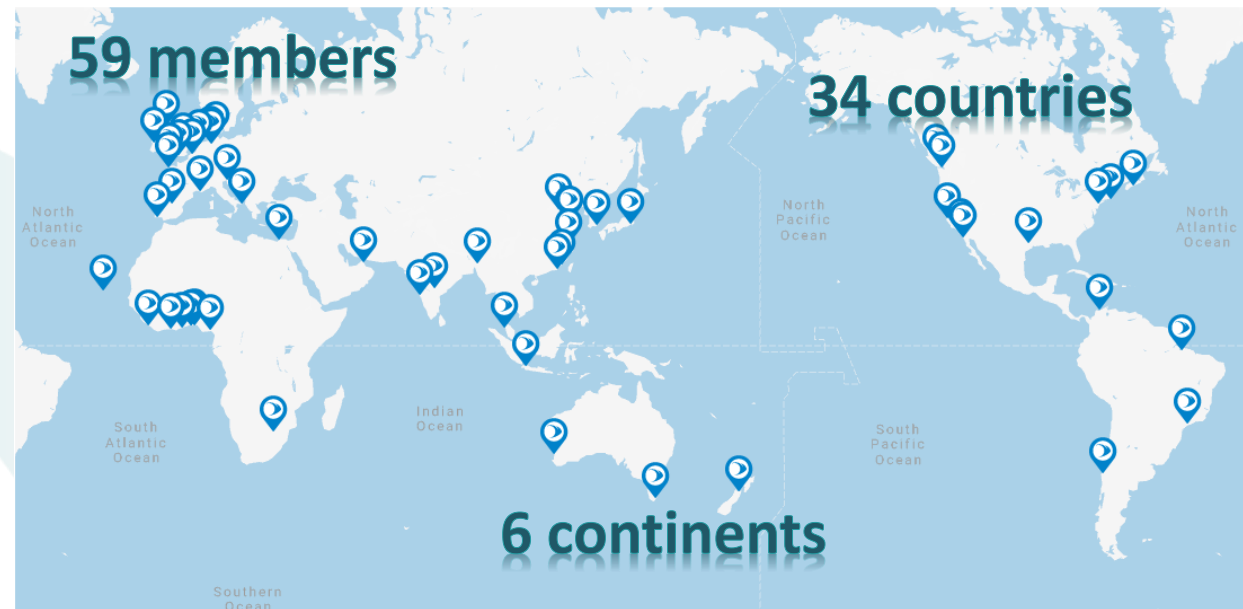 59 members
34 countries
North
Atlantic
Ocean
North
Pacific
Ocean
North
Atlantic
Ocean
South
Atlantic
Ocean
Indian
Ocean
South
Pacific
Ocean
6 continents
Southern
Ocean